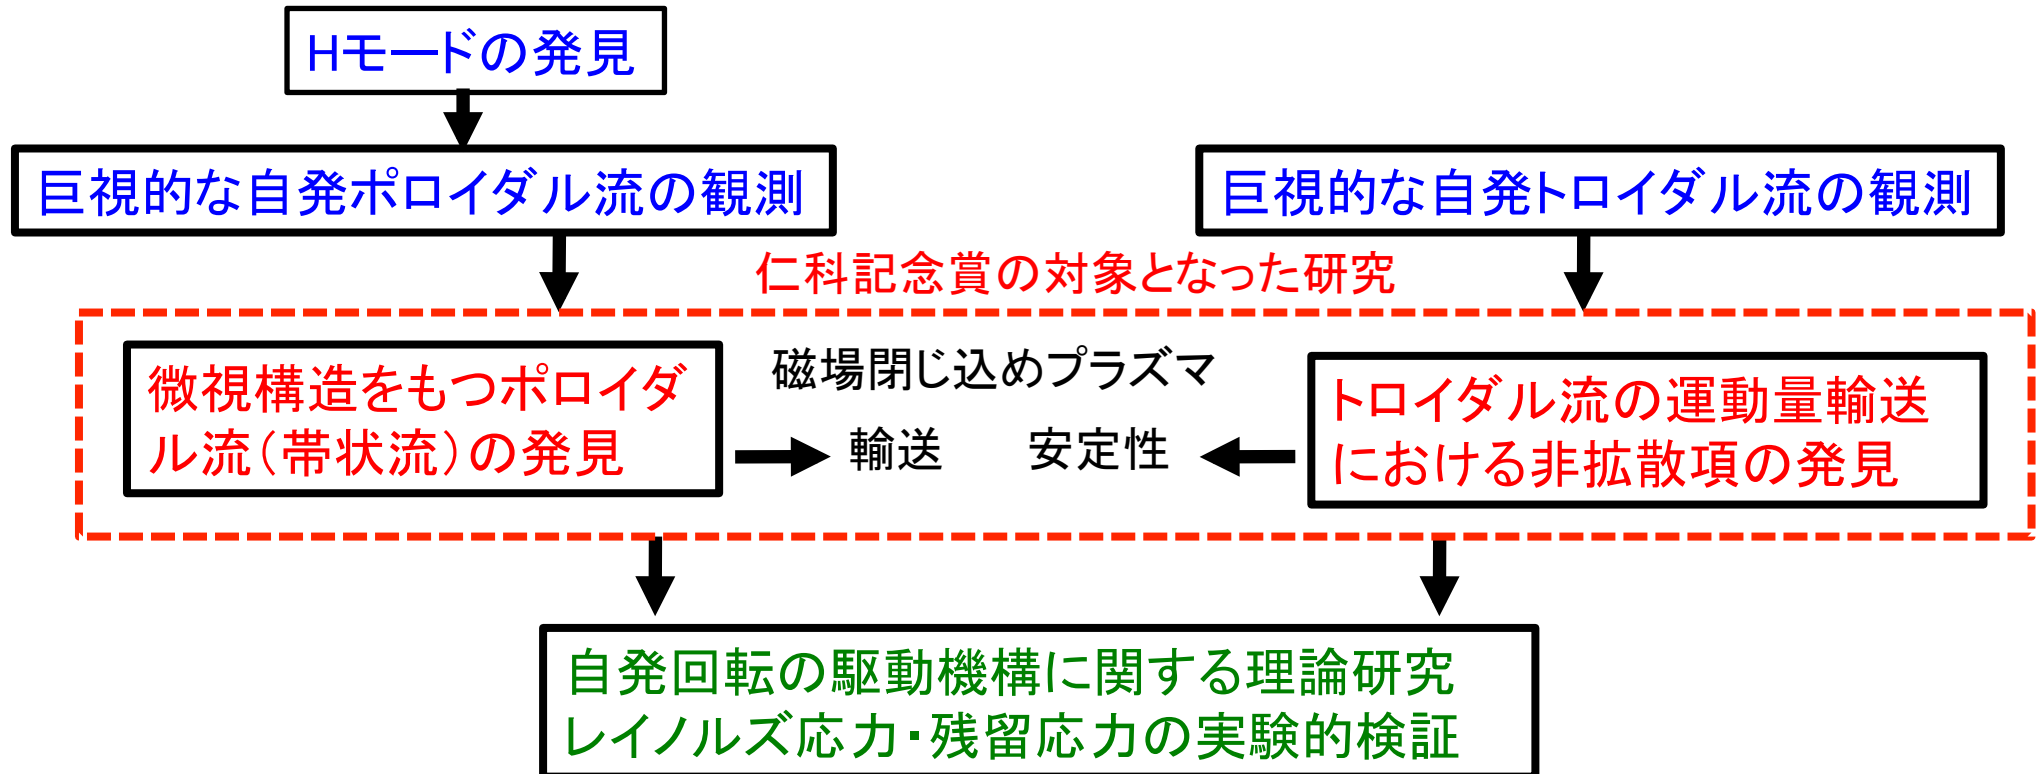 Hモードの発見
巨視的な自発ポロイダル流の観測
巨視的な自発トロイダル流の観測
仁科記念賞の対象となった研究
微視構造をもつポロイダ
ル流(帯状流)の発見
磁場閉じ込めプラズマ
輸送 安定性
トロイダル流の運動量輸送
における非拡散項の発見
自発回転の駆動機構に関する理論研究
レイノルズ応力・残留応力の実験的検証